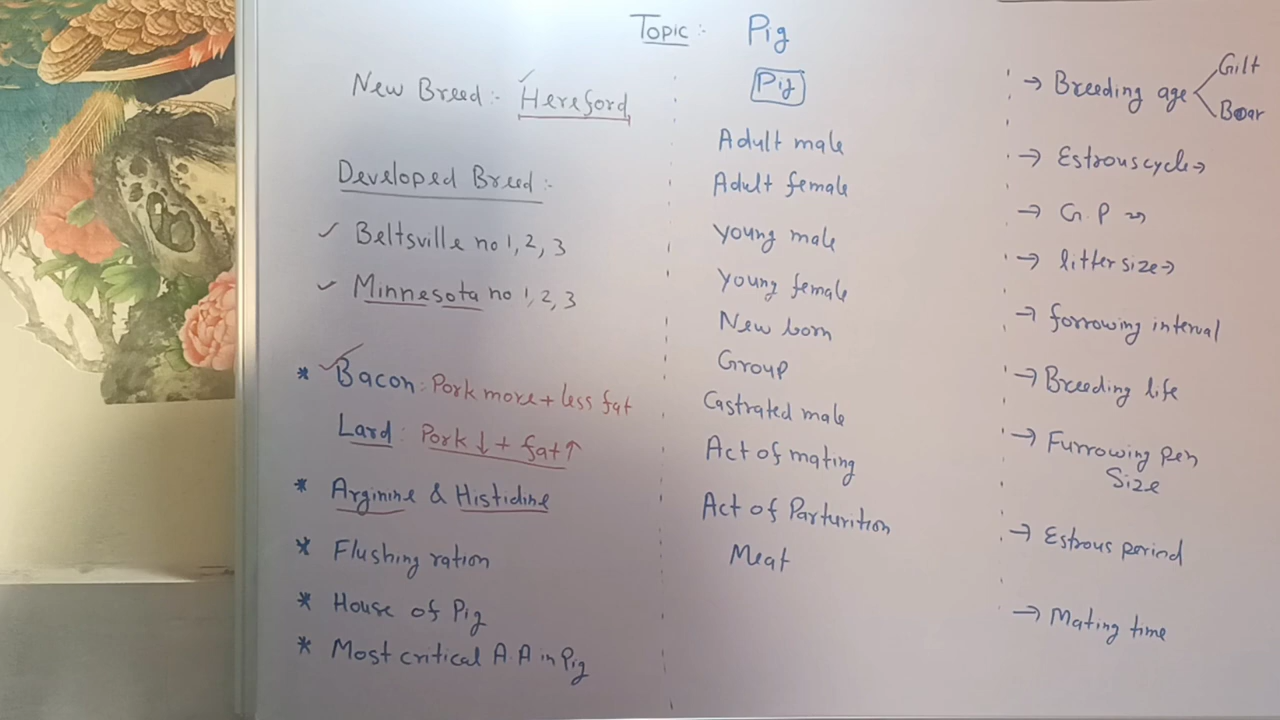 Topic :- Pig
New Breed :- Hereford
Developed Breed :-
Beltsville no 1, 2, 3
Minnesota no 1, 2, 3
* Bacon : Pork more + less fat
Lard : Pork ↓ + fat ↑
* Arginine & Histidine
* Flushing ration
* House of Pig
* Most critical A.A in Pig
Pig
Adult male
Adult female
young male
young female
New born
Group
Castrated male
Act of mating
Act of Parturition
Meat
→ Breeding age
Gilt
Boar
→ Estrous cycle →
→ G.P →
→ litter size →
→ forrowing interval
→ Breeding life
→ Furrowing pen
Size
→ Estrous period
→ Mating time